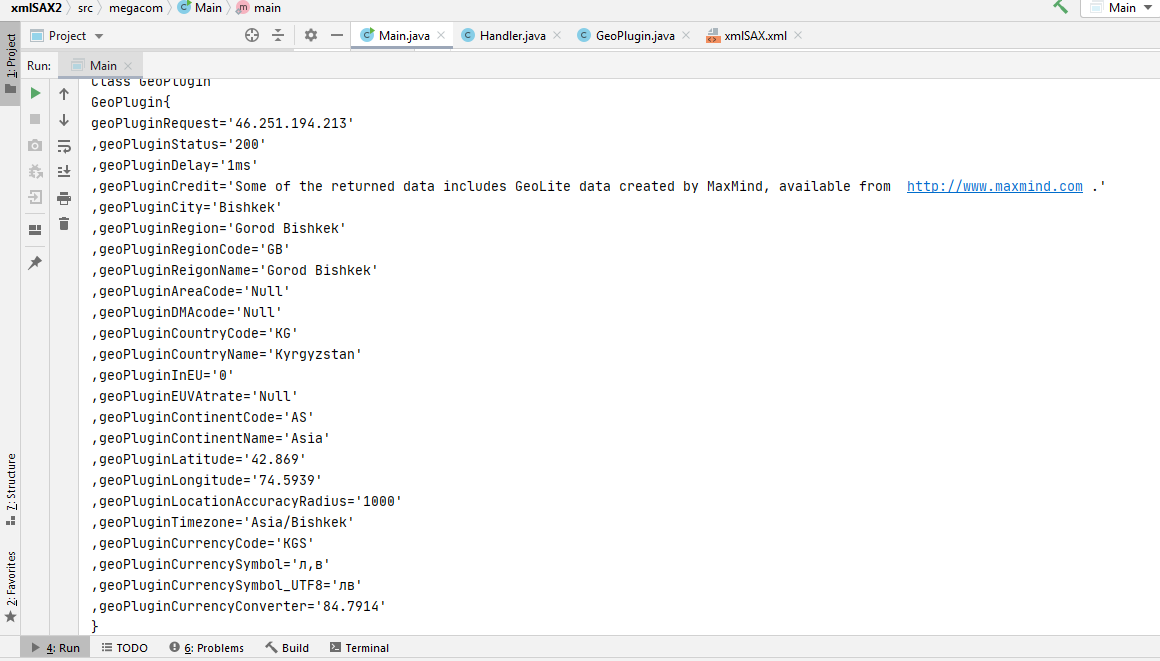 xmlSAX2 src megacom Main main
Main
Project
Main.java
Handler.java
GeoPlugin.java
xmlSAX.xml
1: Project
Run: Main
Class GeoPlugin
GeoPlugin{
geoPluginRequest='46.251.194.213'
,geoPluginStatus='200'
,geoPluginDelay='1ms'
,geoPluginCredit='Some of the returned data includes GeoLite data created by MaxMind, available from  http://www.maxmind.com .'
,geoPluginCity='Bishkek'
,geoPluginRegion='Gorod Bishkek'
,geoPluginRegionCode='GB'
,geoPluginReigonName='Gorod Bishkek'
,geoPluginAreaCode='Null'
,geoPluginDMAcode='Null'
,geoPluginCountryCode='KG'
,geoPluginCountryName='Kyrgyzstan'
,geoPluginInEU='0'
,geoPluginEUVAtrate='Null'
,geoPluginContinentCode='AS'
,geoPluginContinentName='Asia'
,geoPluginLatitude='42.869'
,geoPluginLongitude='74.5939'
,geoPluginLocationAccuracyRadius='1000'
,geoPluginTimezone='Asia/Bishkek'
,geoPluginCurrencyCode='KGS'
,geoPluginCurrencySymbol='л,в'
,geoPluginCurrencySymbol_UTF8='лв'
,geoPluginCurrencyConverter='84.7914'
}
7: Structure
2: Favorites
4: Run
TODO
6: Problems
Build
Terminal